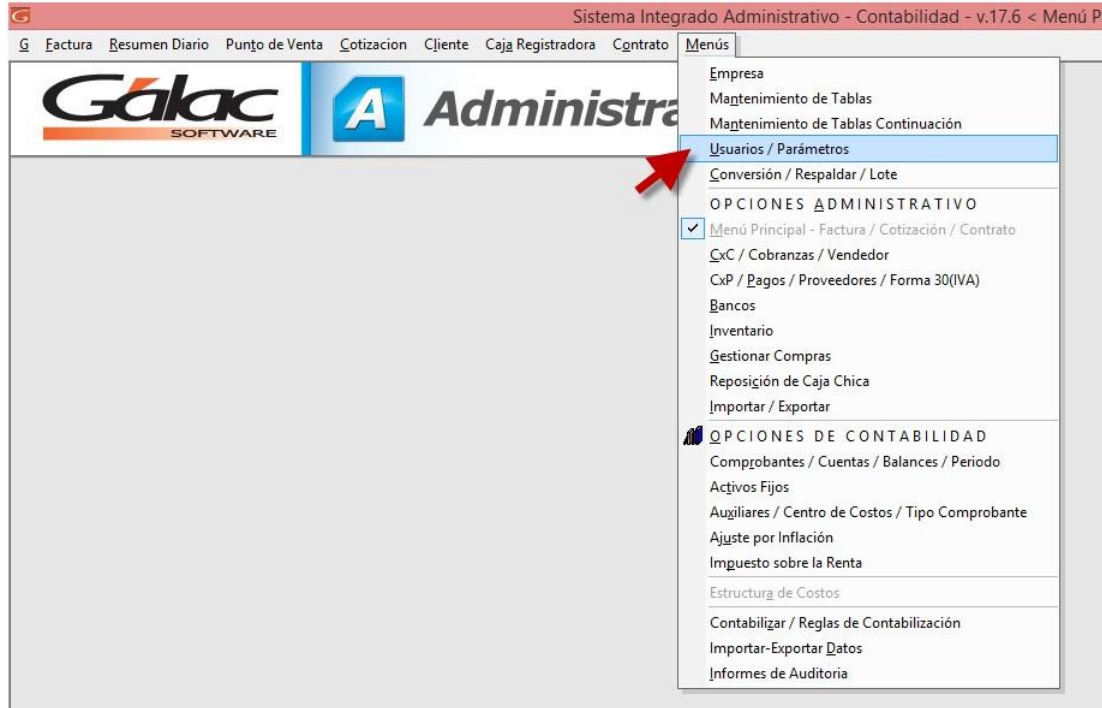 G Sistema Integrado Administrativo - Contabilidad - v.17.6 < Menú P
G Factura Resumen Diario Punto de Venta Cotizacion Cliente Caja Registradora Contrato Menús
Gálac
SOFTWARE
A Administra
Empresa
Mantenimiento de Tablas
Mantenimiento de Tablas Continuación
Usuarios / Parámetros
Conversión / Respaldar / Lote
OPCIONES ADMINISTRATIVO
Menú Principal - Factura / Cotización / Contrato
CxC / Cobranzas / Vendedor
CxP / Pagos / Proveedores / Forma 30(IVA)
Bancos
Inventario
Gestionar Compras
Reposición de Caja Chica
Importar / Exportar
OPCIONES DE CONTABILIDAD
Comprobantes / Cuentas / Balances / Periodo
Activos Fijos
Auxiliares / Centro de Costos / Tipo Comprobante
Ajuste por Inflación
Impuesto sobre la Renta
Estructura de Costos
Contabilizar / Reglas de Contabilización
Importar-Exportar Datos
Informes de Auditoria